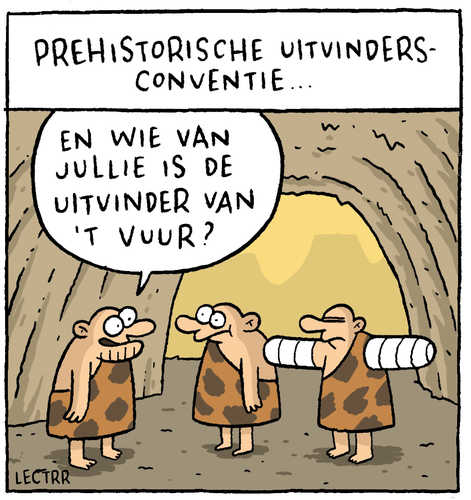 PREHISTORISCHE UITVINDERS-
CONVENTIE...
EN WIE VAN
JULLIE IS DE
UITVINDER VAN
'T VUUR?
LECTRR